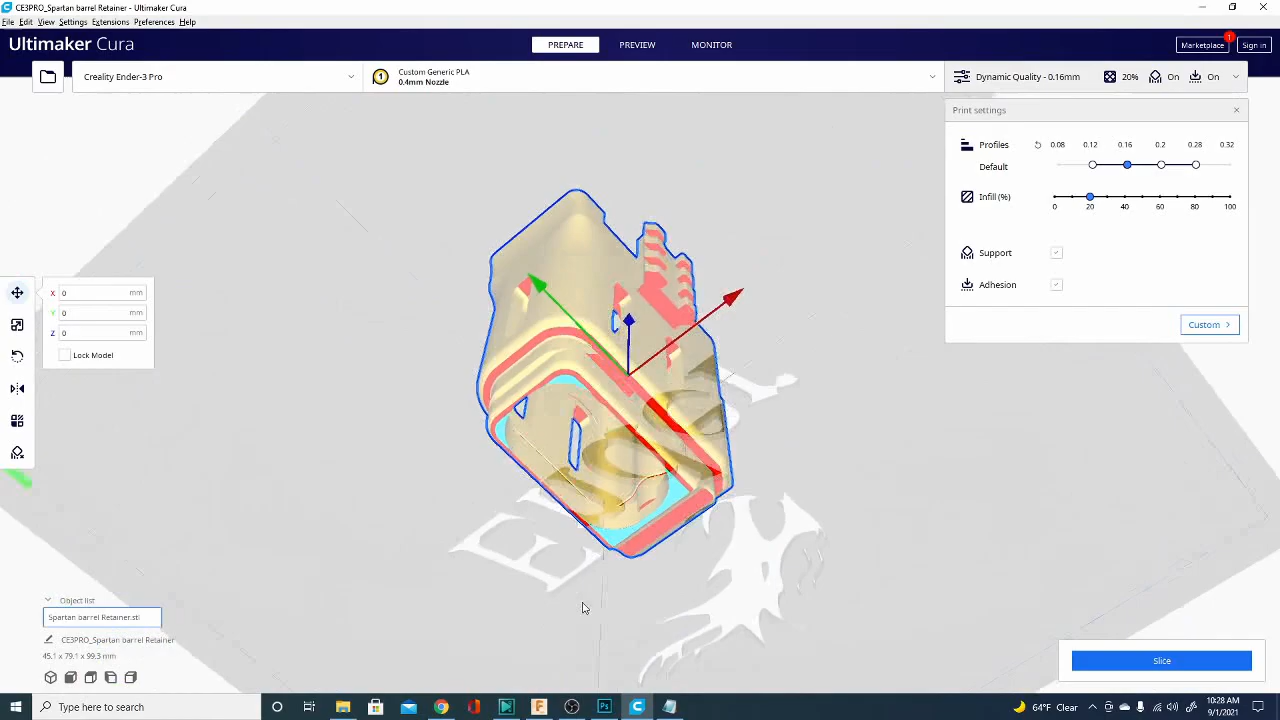 CE3PRO_Spartan barrel Retainer - Ultimaker Cura
File Edit View Settings Extensions Preferences Help
Ultimaker Cura
PREPARE
PREVIEW
MONITOR
Marketplace
1
Sign in
Creality Ender-3 Pro
1
Custom Generic PLA
0.4mm Nozzle
Dynamic Quality - 0.16mm
20%
On
On
Print settings
Profiles
0.08 0.12 0.16 0.2 0.28 0.32
Default
Infill (%)
0 20 40 60 80 100
Support
Adhesion
Custom
X 0 mm
Y 0 mm
Z 0 mm
Lock Model
Object list
Spartan barrel Retainer.stl
CE3PRO_Spartan barrel Retainer
45.1 x 79.1 x 99.3 mm
Slice
Type here to search
64°F Clear
10:28 AM
9/1/2021